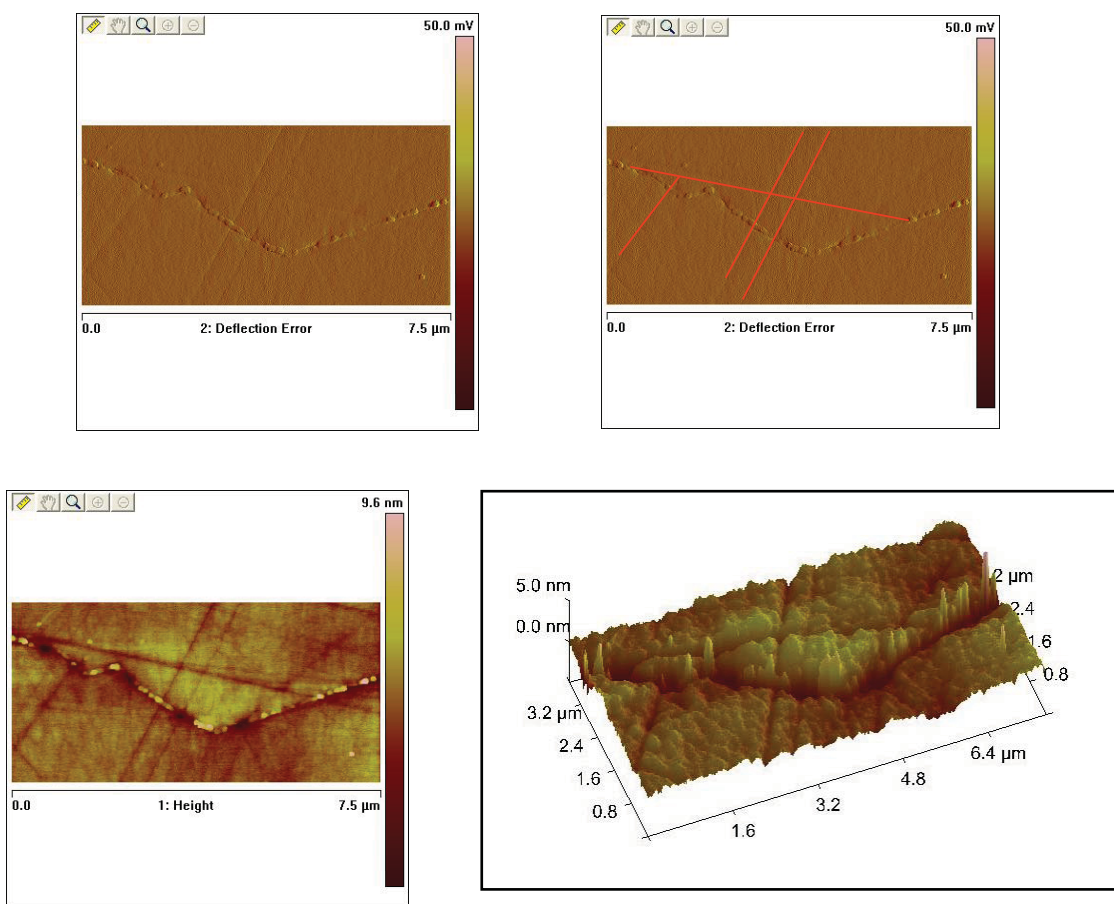 50.0 mV
0.0 2: Deflection Error 7.5 µm
50.0 mV
0.0 2: Deflection Error 7.5 µm
9.6 nm
0.0 1: Height 7.5 µm
5.0 nm
0.0 nm
3.2 µm
2.4
1.6
0.8
1.6
3.2
4.8
6.4 µm
2 µm
2.4
1.6
0.8